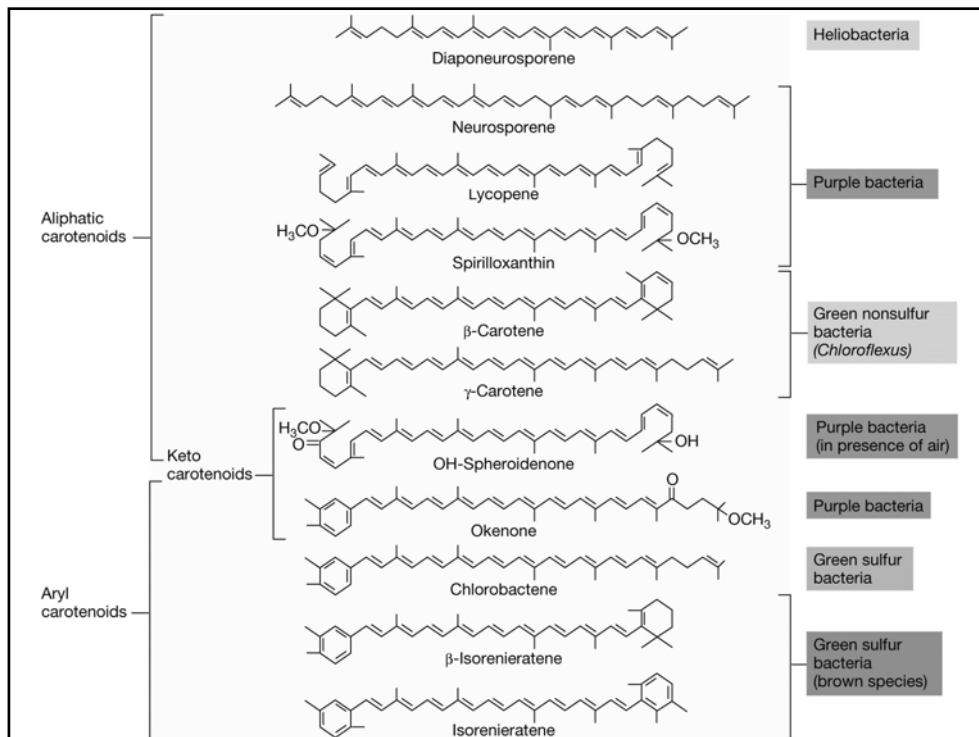 Diaponeurosporene
Heliobacteria
Neurosporene
Lycopene
Purple bacteria
Aliphatic
carotenoids
H₃CO
OCH₃
Spirilloxanthin
β-Carotene
Green nonsulfur
bacteria
(Chloroflexus)
γ-Carotene
Keto
carotenoids
H₃CO
O
OH
OH-Spheroidenone
Purple bacteria
(in presence of air)
O
OCH₃
Okenone
Purple bacteria
Chlorobactene
Green sulfur
bacteria
Aryl
carotenoids
β-Isorenieratene
Green sulfur
bacteria
(brown species)
Isorenieratene